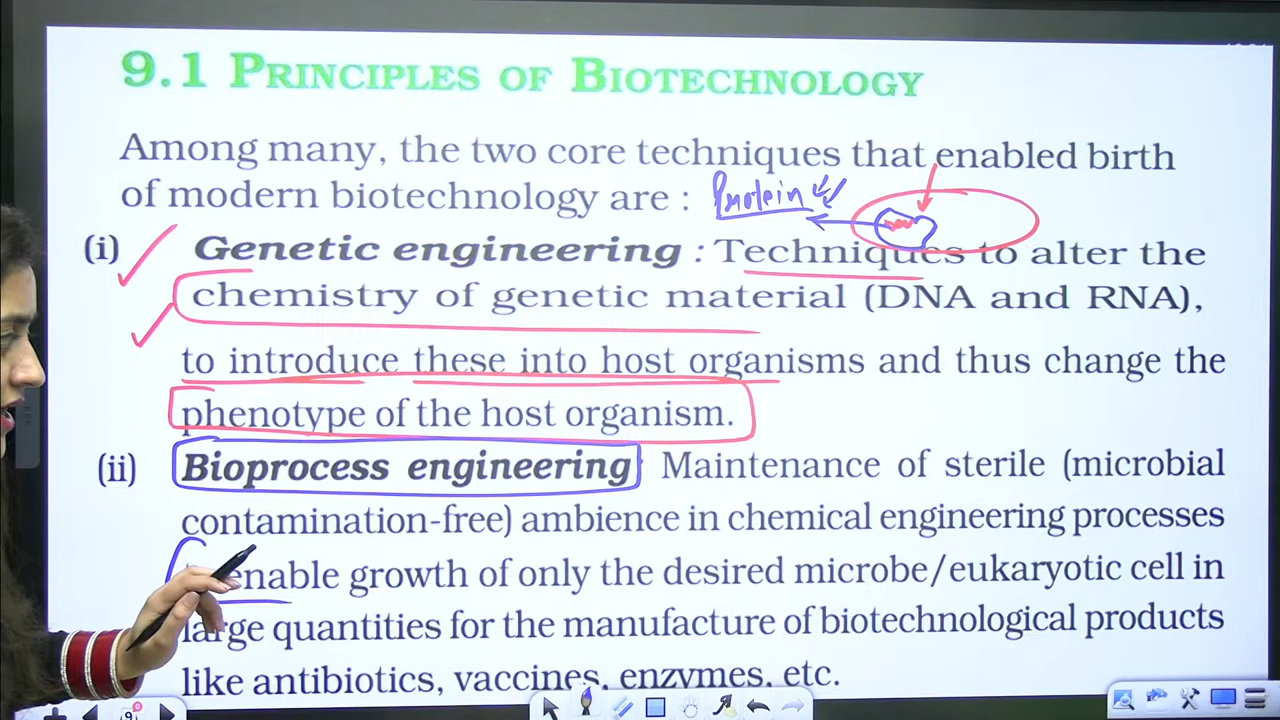 9.1 PRINCIPLES OF BIOTECHNOLOGY
Among many, the two core techniques that enabled birth
of modern biotechnology are : Protein
(i) Genetic engineering : Techniques to alter the
chemistry of genetic material (DNA and RNA),
to introduce these into host organisms and thus change the
phenotype of the host organism.
(ii) Bioprocess engineering Maintenance of sterile (microbial
contamination-free) ambience in chemical engineering processes
enable growth of only the desired microbe/eukaryotic cell in
large quantities for the manufacture of biotechnological products
like antibiotics, vaccines, enzymes, etc.
9